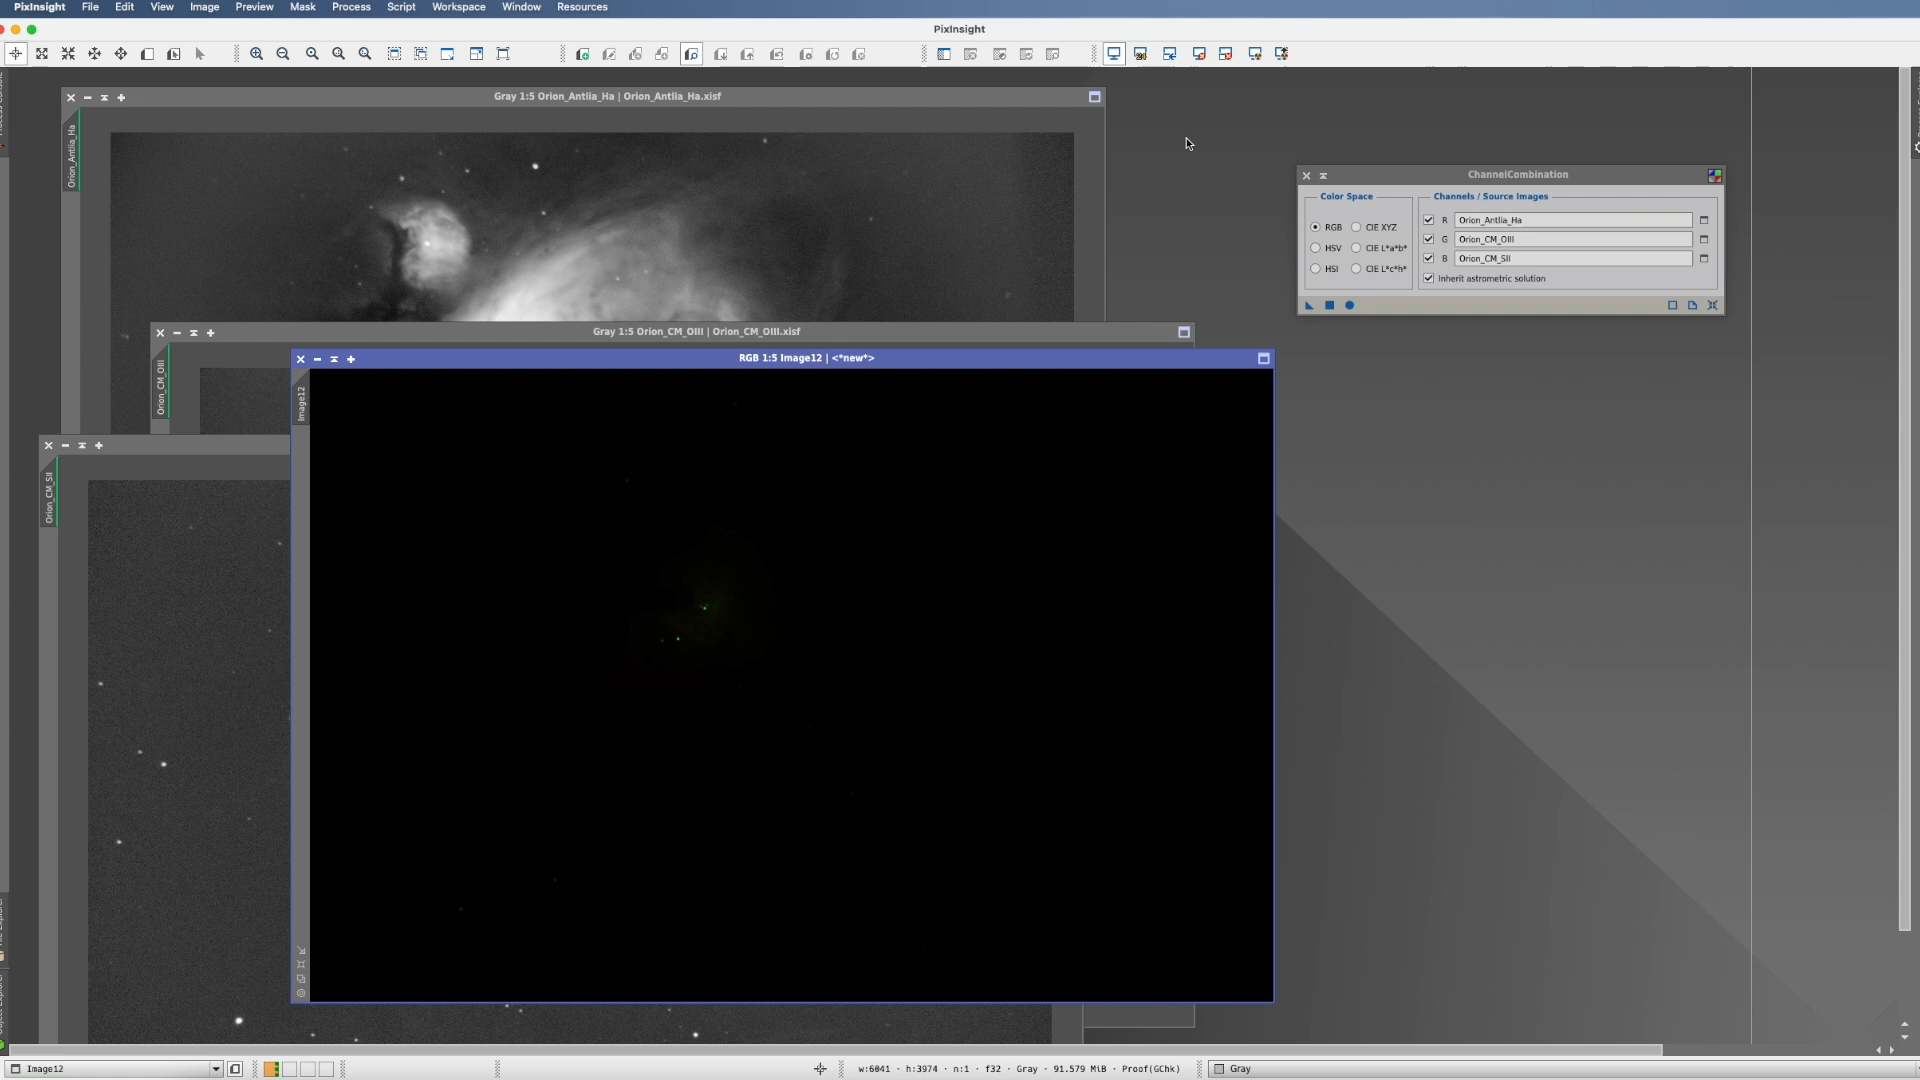 PixInsight File Edit View Image Preview Mask Process Script Workspace Window Resources
PixInsight
Gray 1:5 Orion_Antlia_Ha | Orion_Antlia_Ha.xisf
Orion_Antlia_Ha
ChannelCombination
Color Space
Channels / Source Images
RGB CIE XYZ
R Orion_Antlia_Ha
HSV CIE L*a*b*
G Orion_CM_OIII
HSI CIE L*c*h*
B Orion_CM_SII
Inherit astrometric solution
Gray 1:5 Orion_CM_OIII | Orion_CM_OIII.xisf
Orion_CM_OIII
RGB 1:5 Image12 | <*new*>
Image12
Orion_CM_SII
Image12
w:6041 · h:3974 · n:1 · f32 · Gray · 91.579 MiB · Proof(GChk)
Gray